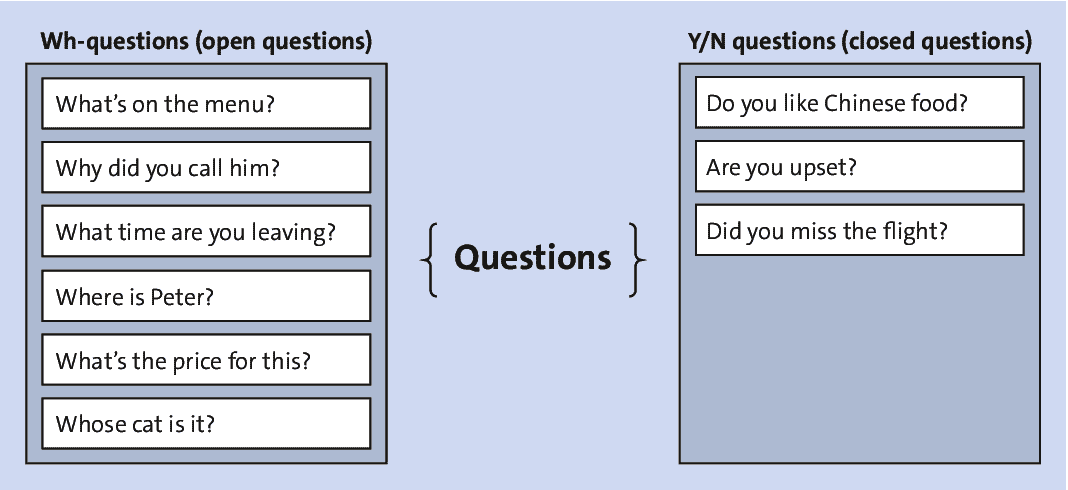 Wh-questions (open questions)
What's on the menu?
Why did you call him?
What time are you leaving?
Where is Peter?
What's the price for this?
Whose cat is it?
{ Questions }
Y/N questions (closed questions)
Do you like Chinese food?
Are you upset?
Did you miss the flight?